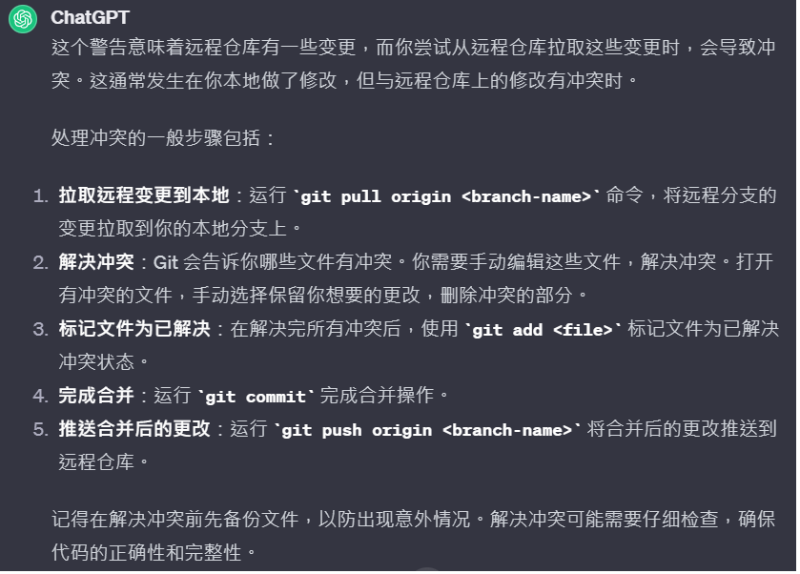 ChatGPT
这个警告意味着远程仓库有一些变更，而你尝试从远程仓库拉取这些变更时，会导致冲
突。这通常发生在你本地做了修改，但与远程仓库上的修改有冲突时。
处理冲突的一般步骤包括：
1. 拉取远程变更到本地：运行 `git pull origin <branch-name>` 命令，将远程分支的
变更拉取到你的本地分支上。
2. 解决冲突：Git 会告诉你哪些文件有冲突。你需要手动编辑这些文件，解决冲突。打开
有冲突的文件，手动选择保留你想要的更改，删除冲突的部分。
3. 标记文件为已解决：在解决完所有冲突后，使用 `git add <file>` 标记文件为已解决
冲突状态。
4. 完成合并：运行 `git commit` 完成合并操作。
5. 推送合并后的更改：运行 `git push origin <branch-name>` 将合并后的更改推送到
远程仓库。
记得在解决冲突前先备份文件，以防出现意外情况。解决冲突可能需要仔细检查，确保
代码的正确性和完整性。